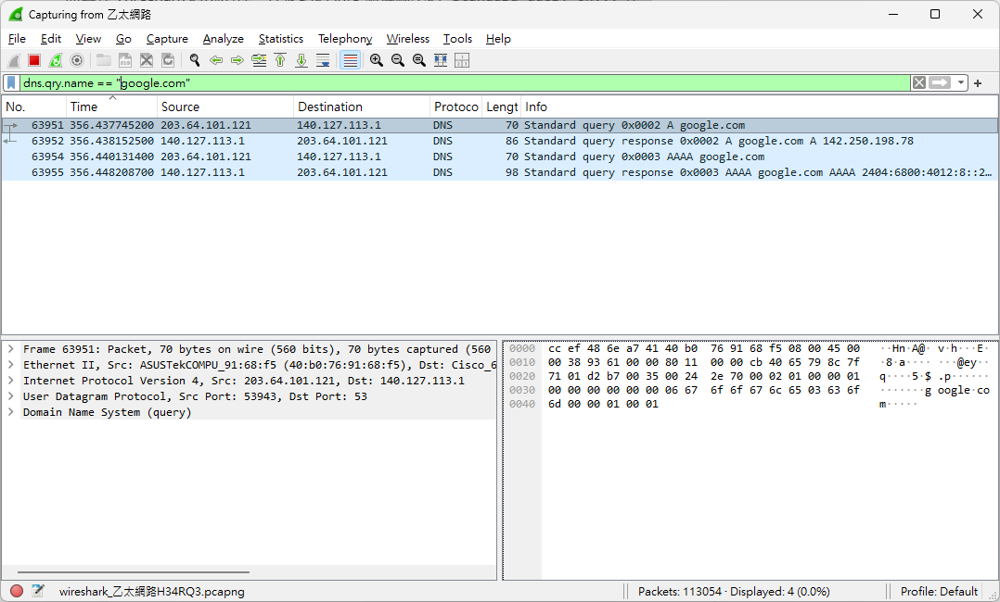 Capturing from 乙太網路
File Edit View Go Capture Analyze Statistics Telephony Wireless Tools Help
dns.qry.name == "google.com"
No. Time Source Destination Protoco Lengt Info
63951 356.437745200 203.64.101.121 140.127.113.1 DNS 70 Standard query 0x0002 A google.com
63952 356.438152500 140.127.113.1 203.64.101.121 DNS 86 Standard query response 0x0002 A google.com A 142.250.198.78
63954 356.440131400 203.64.101.121 140.127.113.1 DNS 70 Standard query 0x0003 AAAA google.com
63955 356.448208700 140.127.113.1 203.64.101.121 DNS 98 Standard query response 0x0003 AAAA google.com AAAA 2404:6800:4012:8::2…
Frame 63951: Packet, 70 bytes on wire (560 bits), 70 bytes captured (560
Ethernet II, Src: ASUSTekCOMPU_91:68:f5 (40:b0:76:91:68:f5), Dst: Cisco_6
Internet Protocol Version 4, Src: 203.64.101.121, Dst: 140.127.113.1
User Datagram Protocol, Src Port: 53943, Dst Port: 53
Domain Name System (query)
0000 cc ef 48 6e a7 41 40 b0 76 91 68 f5 08 00 45 00 ··Hn·A@· v·h···E·
0010 00 38 93 61 00 00 80 11 00 00 cb 40 65 79 8c 7f ·8·a···· ···@ey··
0020 71 01 d2 b7 00 35 00 24 2e 70 00 02 01 00 00 01 q····5·$ .p······
0030 00 00 00 00 00 00 06 67 6f 6f 67 6c 65 03 63 6f ·······g oogle·co
0040 6d 00 00 01 00 01 m·····
wireshark_乙太網路H34RQ3.pcapng
Packets: 113054 · Displayed: 4 (0.0%)
Profile: Default